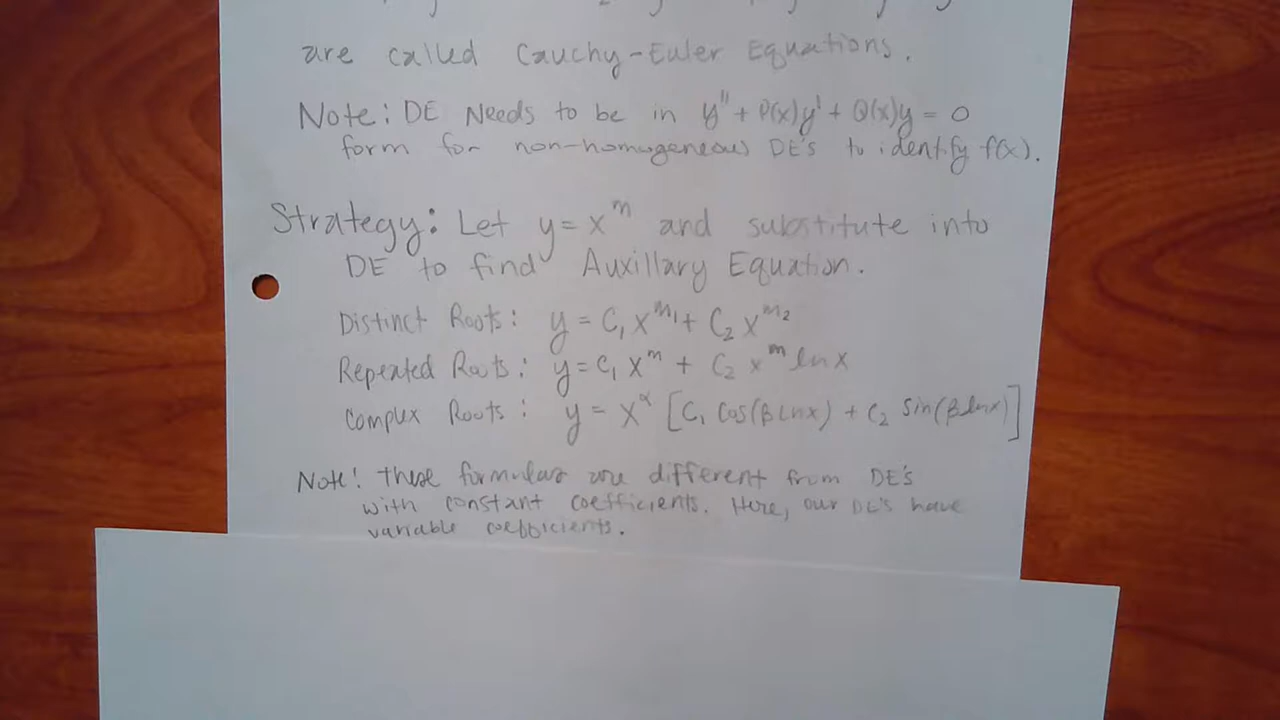 are called Cauchy-Euler Equations.
Note: DE Needs to be in y'' + P(x)y' + Q(x)y = 0
form for non-homogeneous DE's to identify f(x).
Strategy: Let y = x^m and substitute into
DE to find Auxillary Equation.
Distinct Roots: y = C₁ x^m₁ + C₂ x^m₂
Repeated Roots: y = C₁ x^m + C₂ x^m ln x
Complex Roots: y = x^α [C₁ Cos(β ln x) + C₂ Sin(β ln x)]
Note! These formulas are different from DE's
with constant coefficients. Here, our DE's have
variable coefficients.